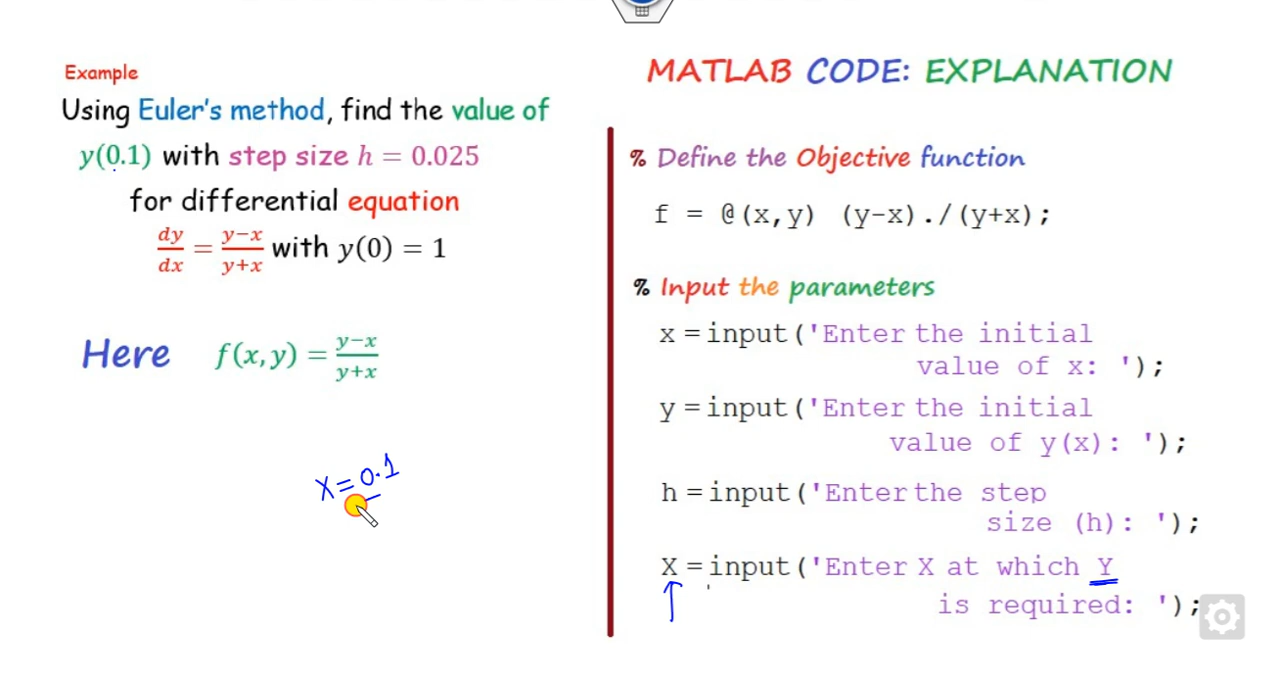 Example
Using Euler's method, find the value of
y(0.1) with step size h = 0.025
for differential equation
dy/dx = y−x/y+x with y(0) = 1
Here f(x,y) = y−x/y+x
x=0.1
MATLAB CODE: EXPLANATION
% Define the Objective function
f = @(x,y) (y-x)./(y+x);
% Input the parameters
x=input('Enter the initial
value of x: ');
y=input('Enter the initial
value of y(x): ');
h=input('Enter the step
size (h): ');
X=input('Enter X at which Y
is required: ');